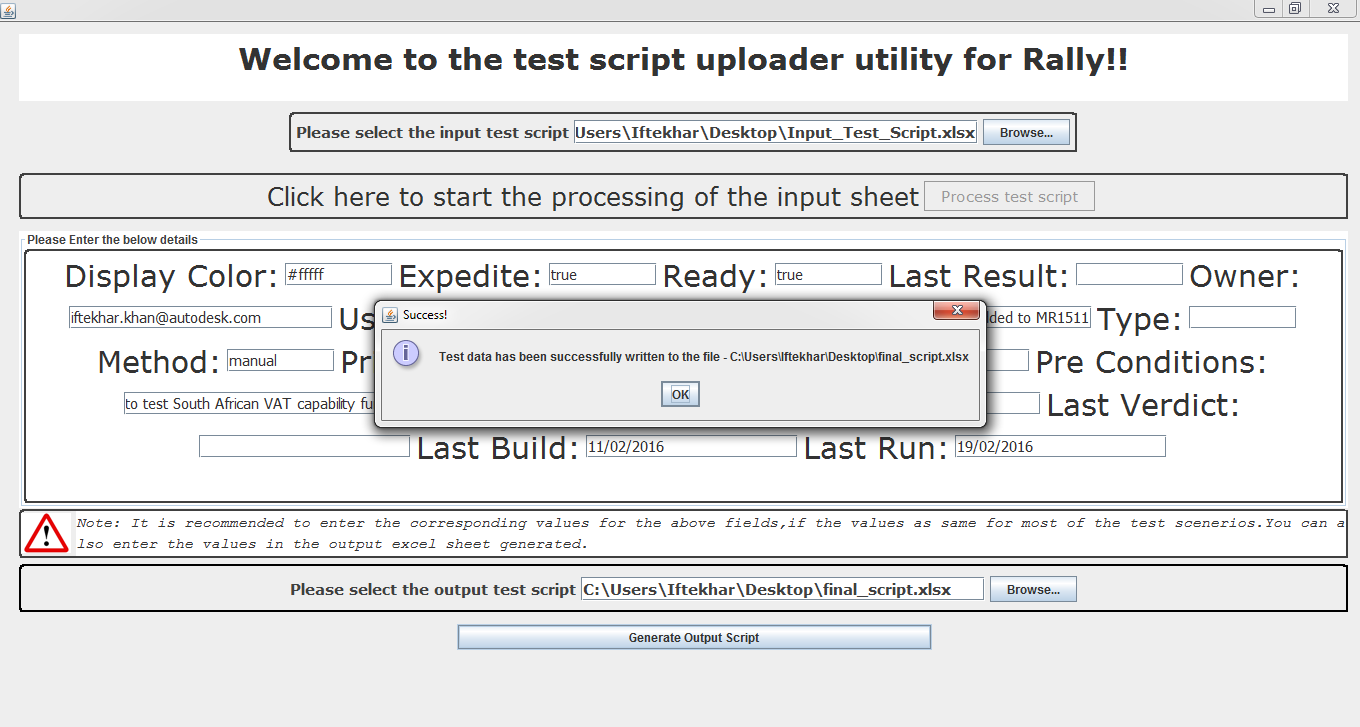 Welcome to the test script uploader utility for Rally!!
Please select the input test script Users\Iftekhar\Desktop\Input_Test_Script.xlsx Browse...
Click here to start the processing of the input sheet Process test script
Please Enter the below details
Display Color: #fffff Expedite: true Ready: true Last Result: Owner:
iftekhar.khan@autodesk.com Us dded to MR1511 Type:
Success!
Method: manual Pr Pre Conditions:
Test data has been successfully written to the file - C:\Users\Iftekhar\Desktop\final_script.xlsx
OK
to test South African VAT capability fu Last Verdict:
Last Build: 11/02/2016 Last Run: 19/02/2016
Note: It is recommended to enter the corresponding values for the above fields,if the values as same for most of the test scenerios.You can a
lso enter the values in the output excel sheet generated.
Please select the output test script C:\Users\Iftekhar\Desktop\final_script.xlsx Browse...
Generate Output Script